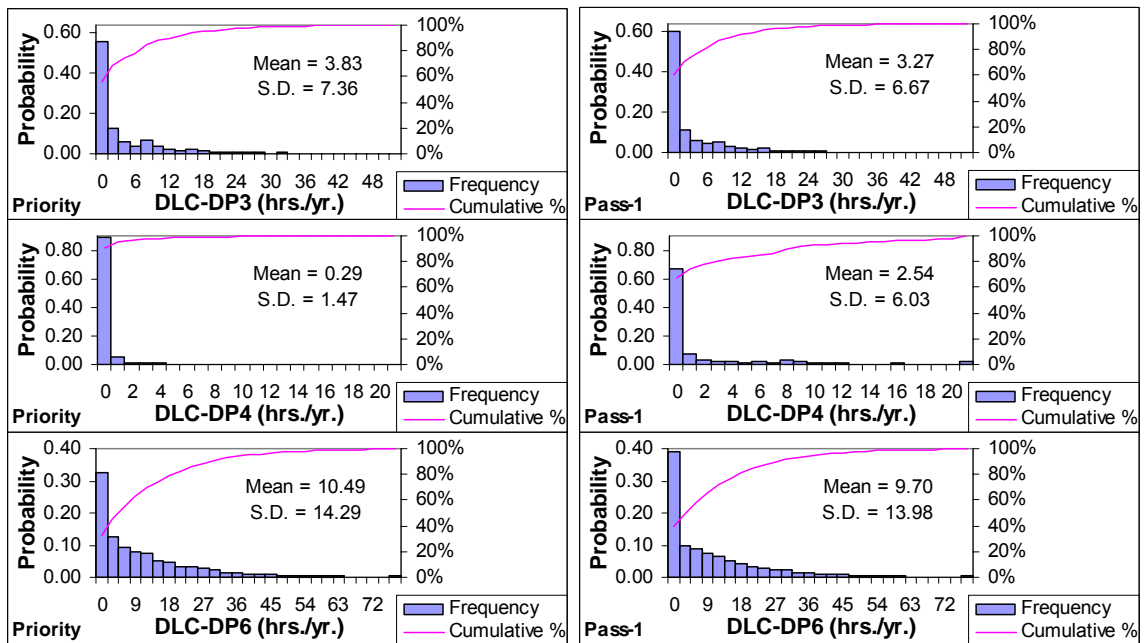 0.60
0.40
0.20
0.00
Probability
100%
80%
60%
40%
20%
0%
Mean = 3.83
S.D. = 7.36
0 6 12 18 24 30 36 42 48
Priority
DLC-DP3 (hrs./yr.)
Frequency
Cumulative %
0.60
0.40
0.20
0.00
Probability
100%
80%
60%
40%
20%
0%
Mean = 3.27
S.D. = 6.67
0 6 12 18 24 30 36 42 48
Pass-1
DLC-DP3 (hrs./yr.)
Frequency
Cumulative %
0.80
0.60
0.40
0.20
0.00
Probability
100%
80%
60%
40%
20%
0%
Mean = 0.29
S.D. = 1.47
0 2 4 6 8 10 12 14 16 18 20
Priority
DLC-DP4 (hrs./yr.)
Frequency
Cumulative %
0.80
0.60
0.40
0.20
0.00
Probability
100%
80%
60%
40%
20%
0%
Mean = 2.54
S.D. = 6.03
0 2 4 6 8 10 12 14 16 18 20
Pass-1
DLC-DP4 (hrs./yr.)
Frequency
Cumulative %
0.40
0.30
0.20
0.10
0.00
Probability
100%
80%
60%
40%
20%
0%
Mean = 10.49
S.D. = 14.29
0 9 18 27 36 45 54 63 72
Priority
DLC-DP6 (hrs./yr.)
Frequency
Cumulative %
0.40
0.30
0.20
0.10
0.00
Probability
100%
80%
60%
40%
20%
0%
Mean = 9.70
S.D. = 13.98
0 9 18 27 36 45 54 63 72
Pass-1
DLC-DP6 (hrs./yr.)
Frequency
Cumulative %